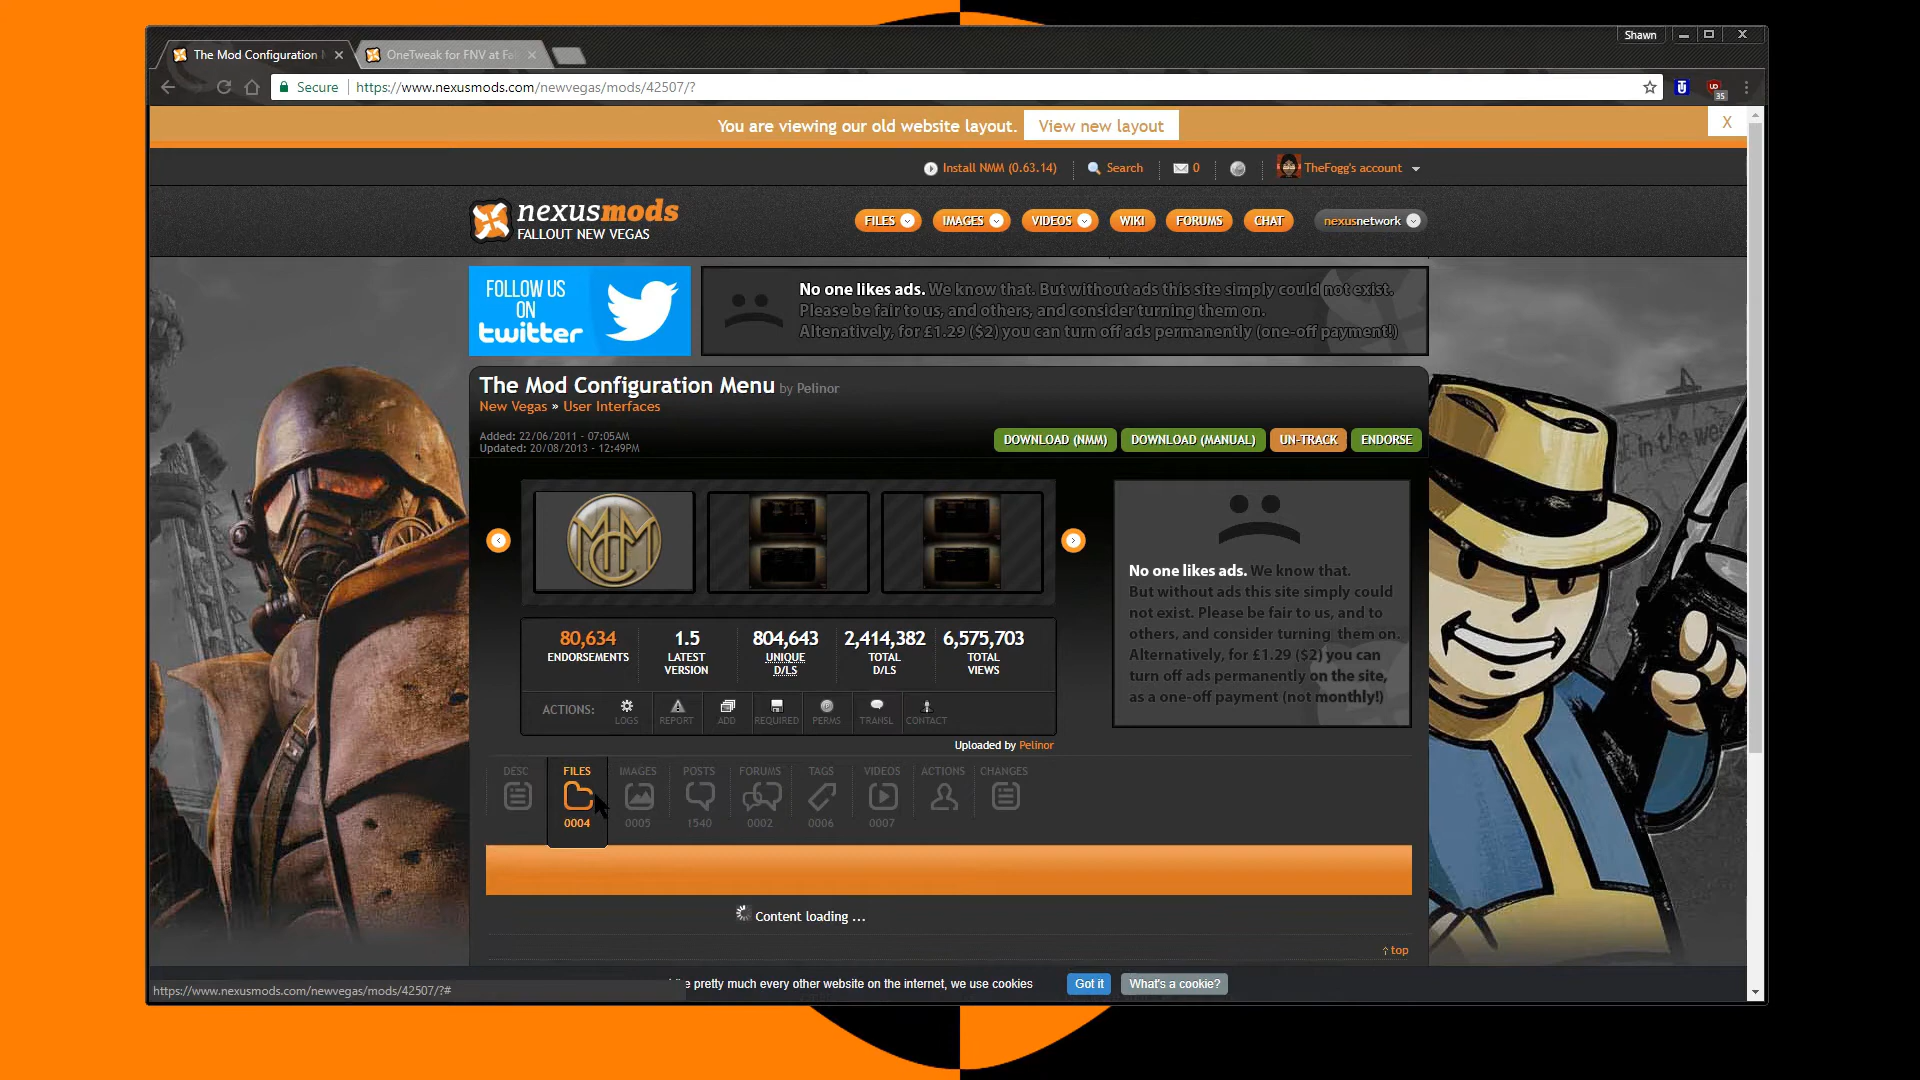 Shawn
The Mod Configuration
OneTweak for FNV at Fal
Secure https://www.nexusmods.com/newvegas/mods/42507/?
35
You are viewing our old website layout. View new layout X
Install NMM (0.63.14) Search 0 TheFogg's account
nexusmods
FALLOUT NEW VEGAS
FILES IMAGES VIDEOS WIKI FORUMS CHAT nexusnetwork
FOLLOW US
ON
twitter
No one likes ads. We know that. But without ads this site simply could not exist.
Please be fair to us, and others, and consider turning them on.
Altenatively, for £1.29 ($2) you can turn off ads permanently (one-off payment!)
The Mod Configuration Menu by Pelinor
New Vegas » User Interfaces
Added: 22/06/2011 - 07:05AM
Updated: 20/08/2013 - 12:49PM
DOWNLOAD (NMM) DOWNLOAD (MANUAL) UN-TRACK ENDORSE
MCM
No one likes ads. We know that.
But without ads this site simply could
not exist. Please be fair to us, and to
others, and consider turning them on.
Alternatively, for £1.29 ($2) you can
turn off ads permanently on the site,
as a one-off payment (not monthly!)
80,634 1.5 804,643 2,414,382 6,575,703
ENDORSEMENTS LATEST VERSION UNIQUE D/LS TOTAL D/LS TOTAL VIEWS
ACTIONS: LOGS REPORT ADD REQUIRED PERMS TRANSL CONTACT
Uploaded by Pelinor
DESC FILES IMAGES POSTS FORUMS TAGS VIDEOS ACTIONS CHANGES
0004 0005 1540 0002 0006 0007
Content loading ...
top
pretty much every other website on the internet, we use cookies Got it What's a cookie?
https://www.nexusmods.com/newvegas/mods/42507/?#